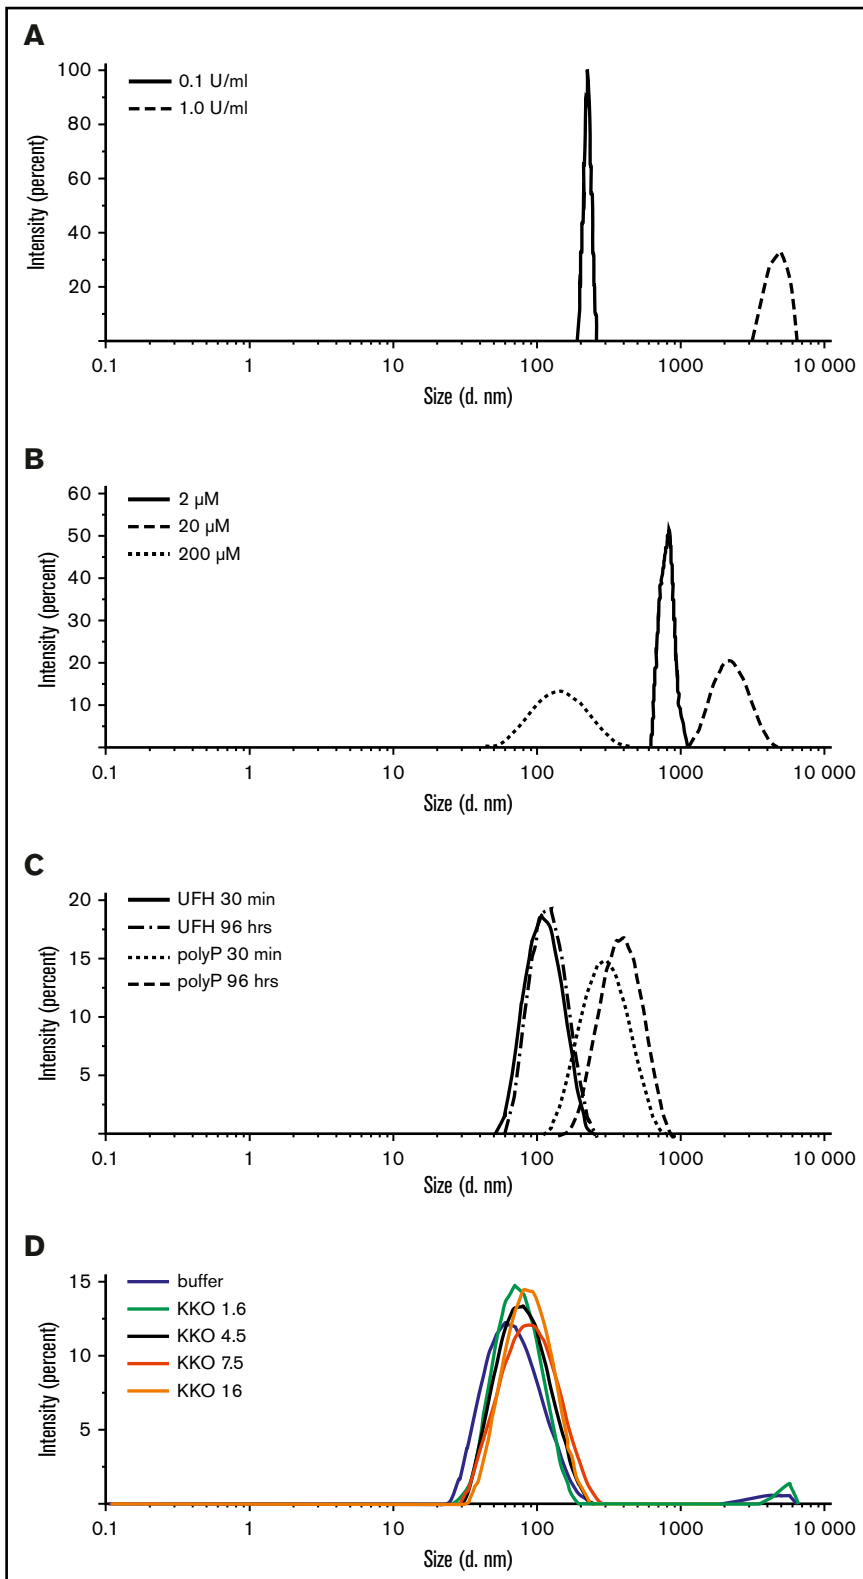 A
Intensity (percent)
100
80
60
40
20
0.1 U/ml
1.0 U/ml
0.1 1 10 100 1000 10 000
Size (d. nm)
B
Intensity (percent)
60
50
40
30
20
10
2 μM
20 μM
200 μM
0.1 1 10 100 1000 10 000
Size (d. nm)
C
Intensity (percent)
20
15
10
5
UFH 30 min
UFH 96 hrs
polyP 30 min
polyP 96 hrs
0.1 1 10 100 1000 10 000
Size (d. nm)
D
Intensity (percent)
15
10
5
buffer
KKO 1.6
KKO 4.5
KKO 7.5
KKO 16
0.1 1 10 100 1000 10 000
Size (d. nm)